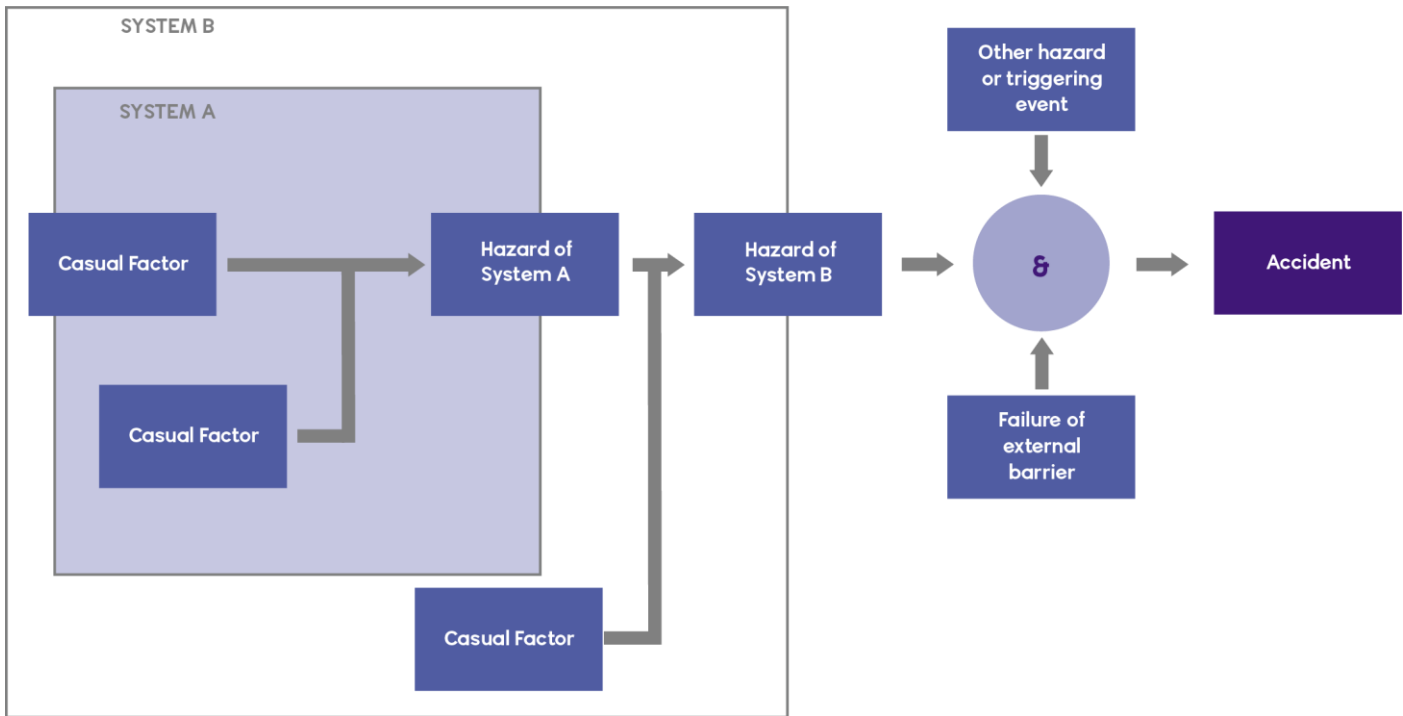 SYSTEM B
SYSTEM A
Casual Factor
Casual Factor
Hazard of
System A
Casual Factor
Hazard of
System B
Other hazard
or triggering
event
&
Failure of
external
barrier
Accident